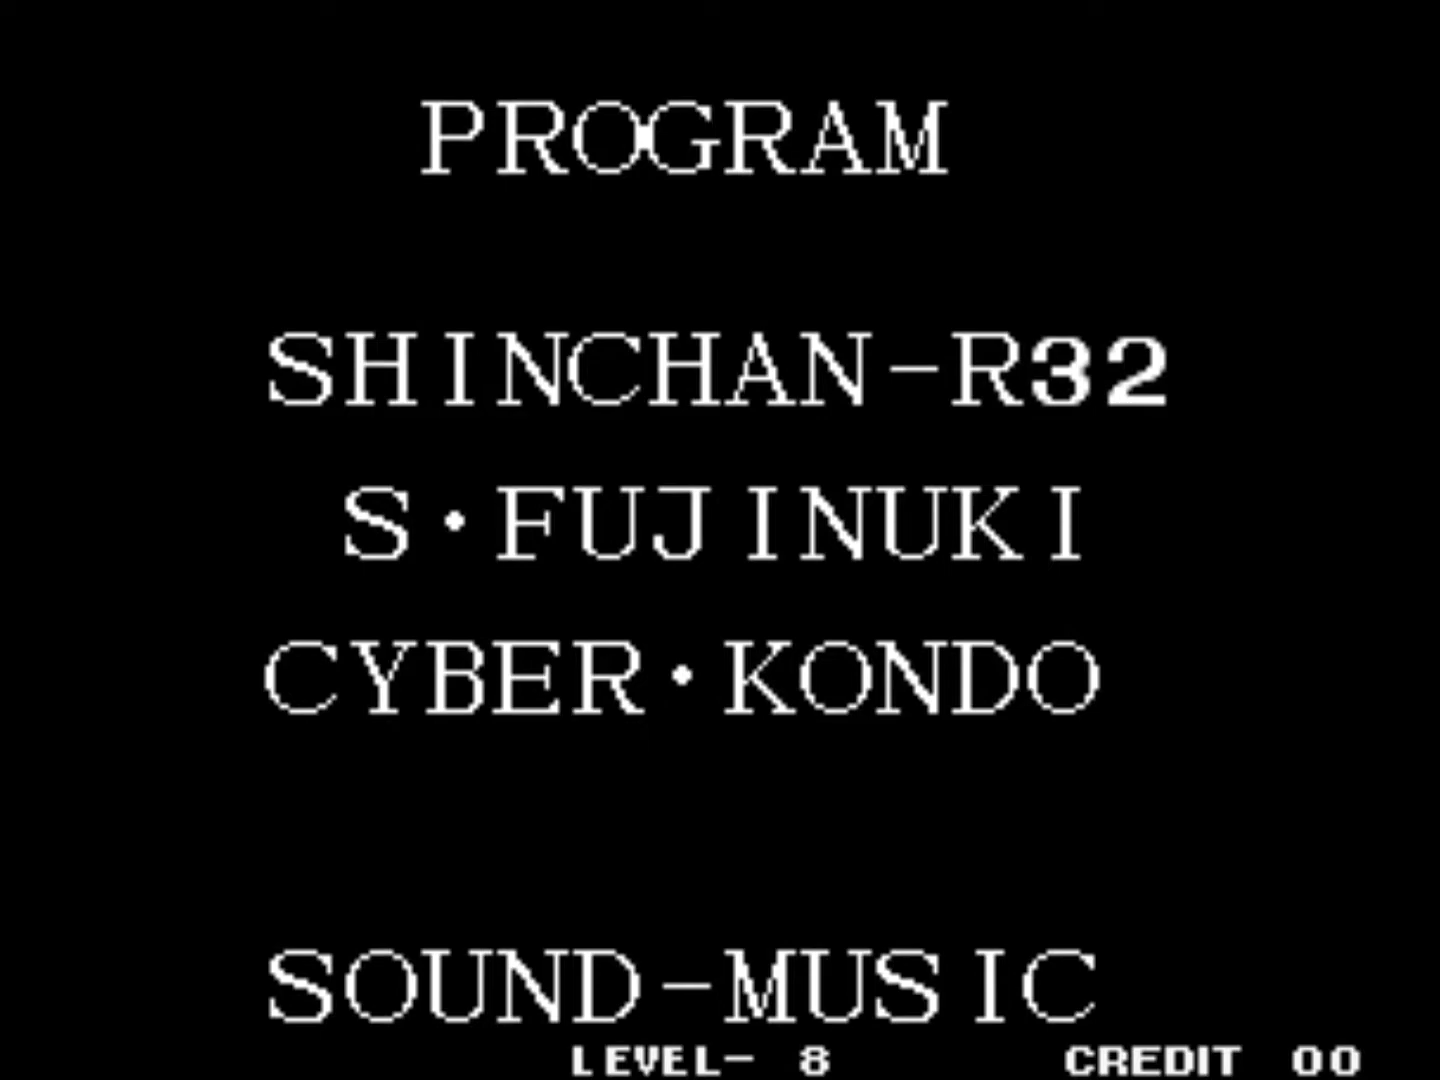 PROGRAM
SHINCHAN-R32
S·FUJINUKI
CYBER·KONDO
SOUND-MUSIC
LEVEL- 8 CREDIT 00